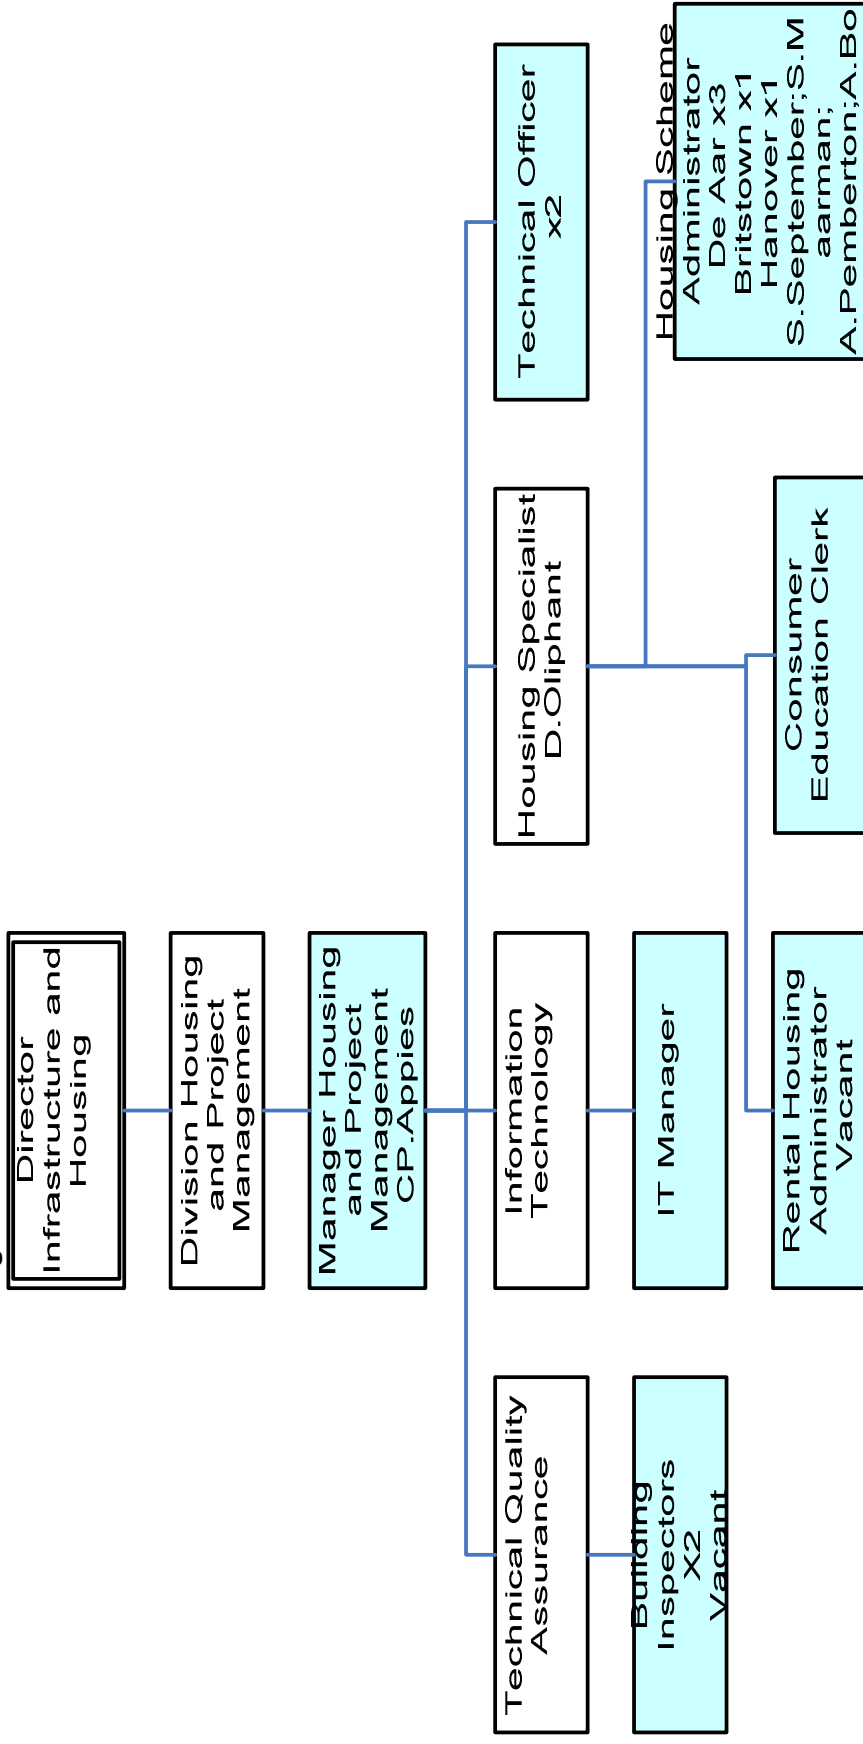 Director
Infrastructure and
Housing
Division Housing
and Project
Management
Manager Housing
and Project
Management
CP.Appies
Technical Quality
Assurance
Information
Technology
Housing Specialist
D.Oliphant
Technical Officer
x2
Building
Inspectors
X2
Vacant
IT Manager
Rental Housing
Administrator
Vacant
Consumer
Education Clerk
Housing Scheme
Administrator
De Aar x3
Britstown x1
Hanover x1
S.September;S.M
aarman;
A.Pemberton;A.Bo